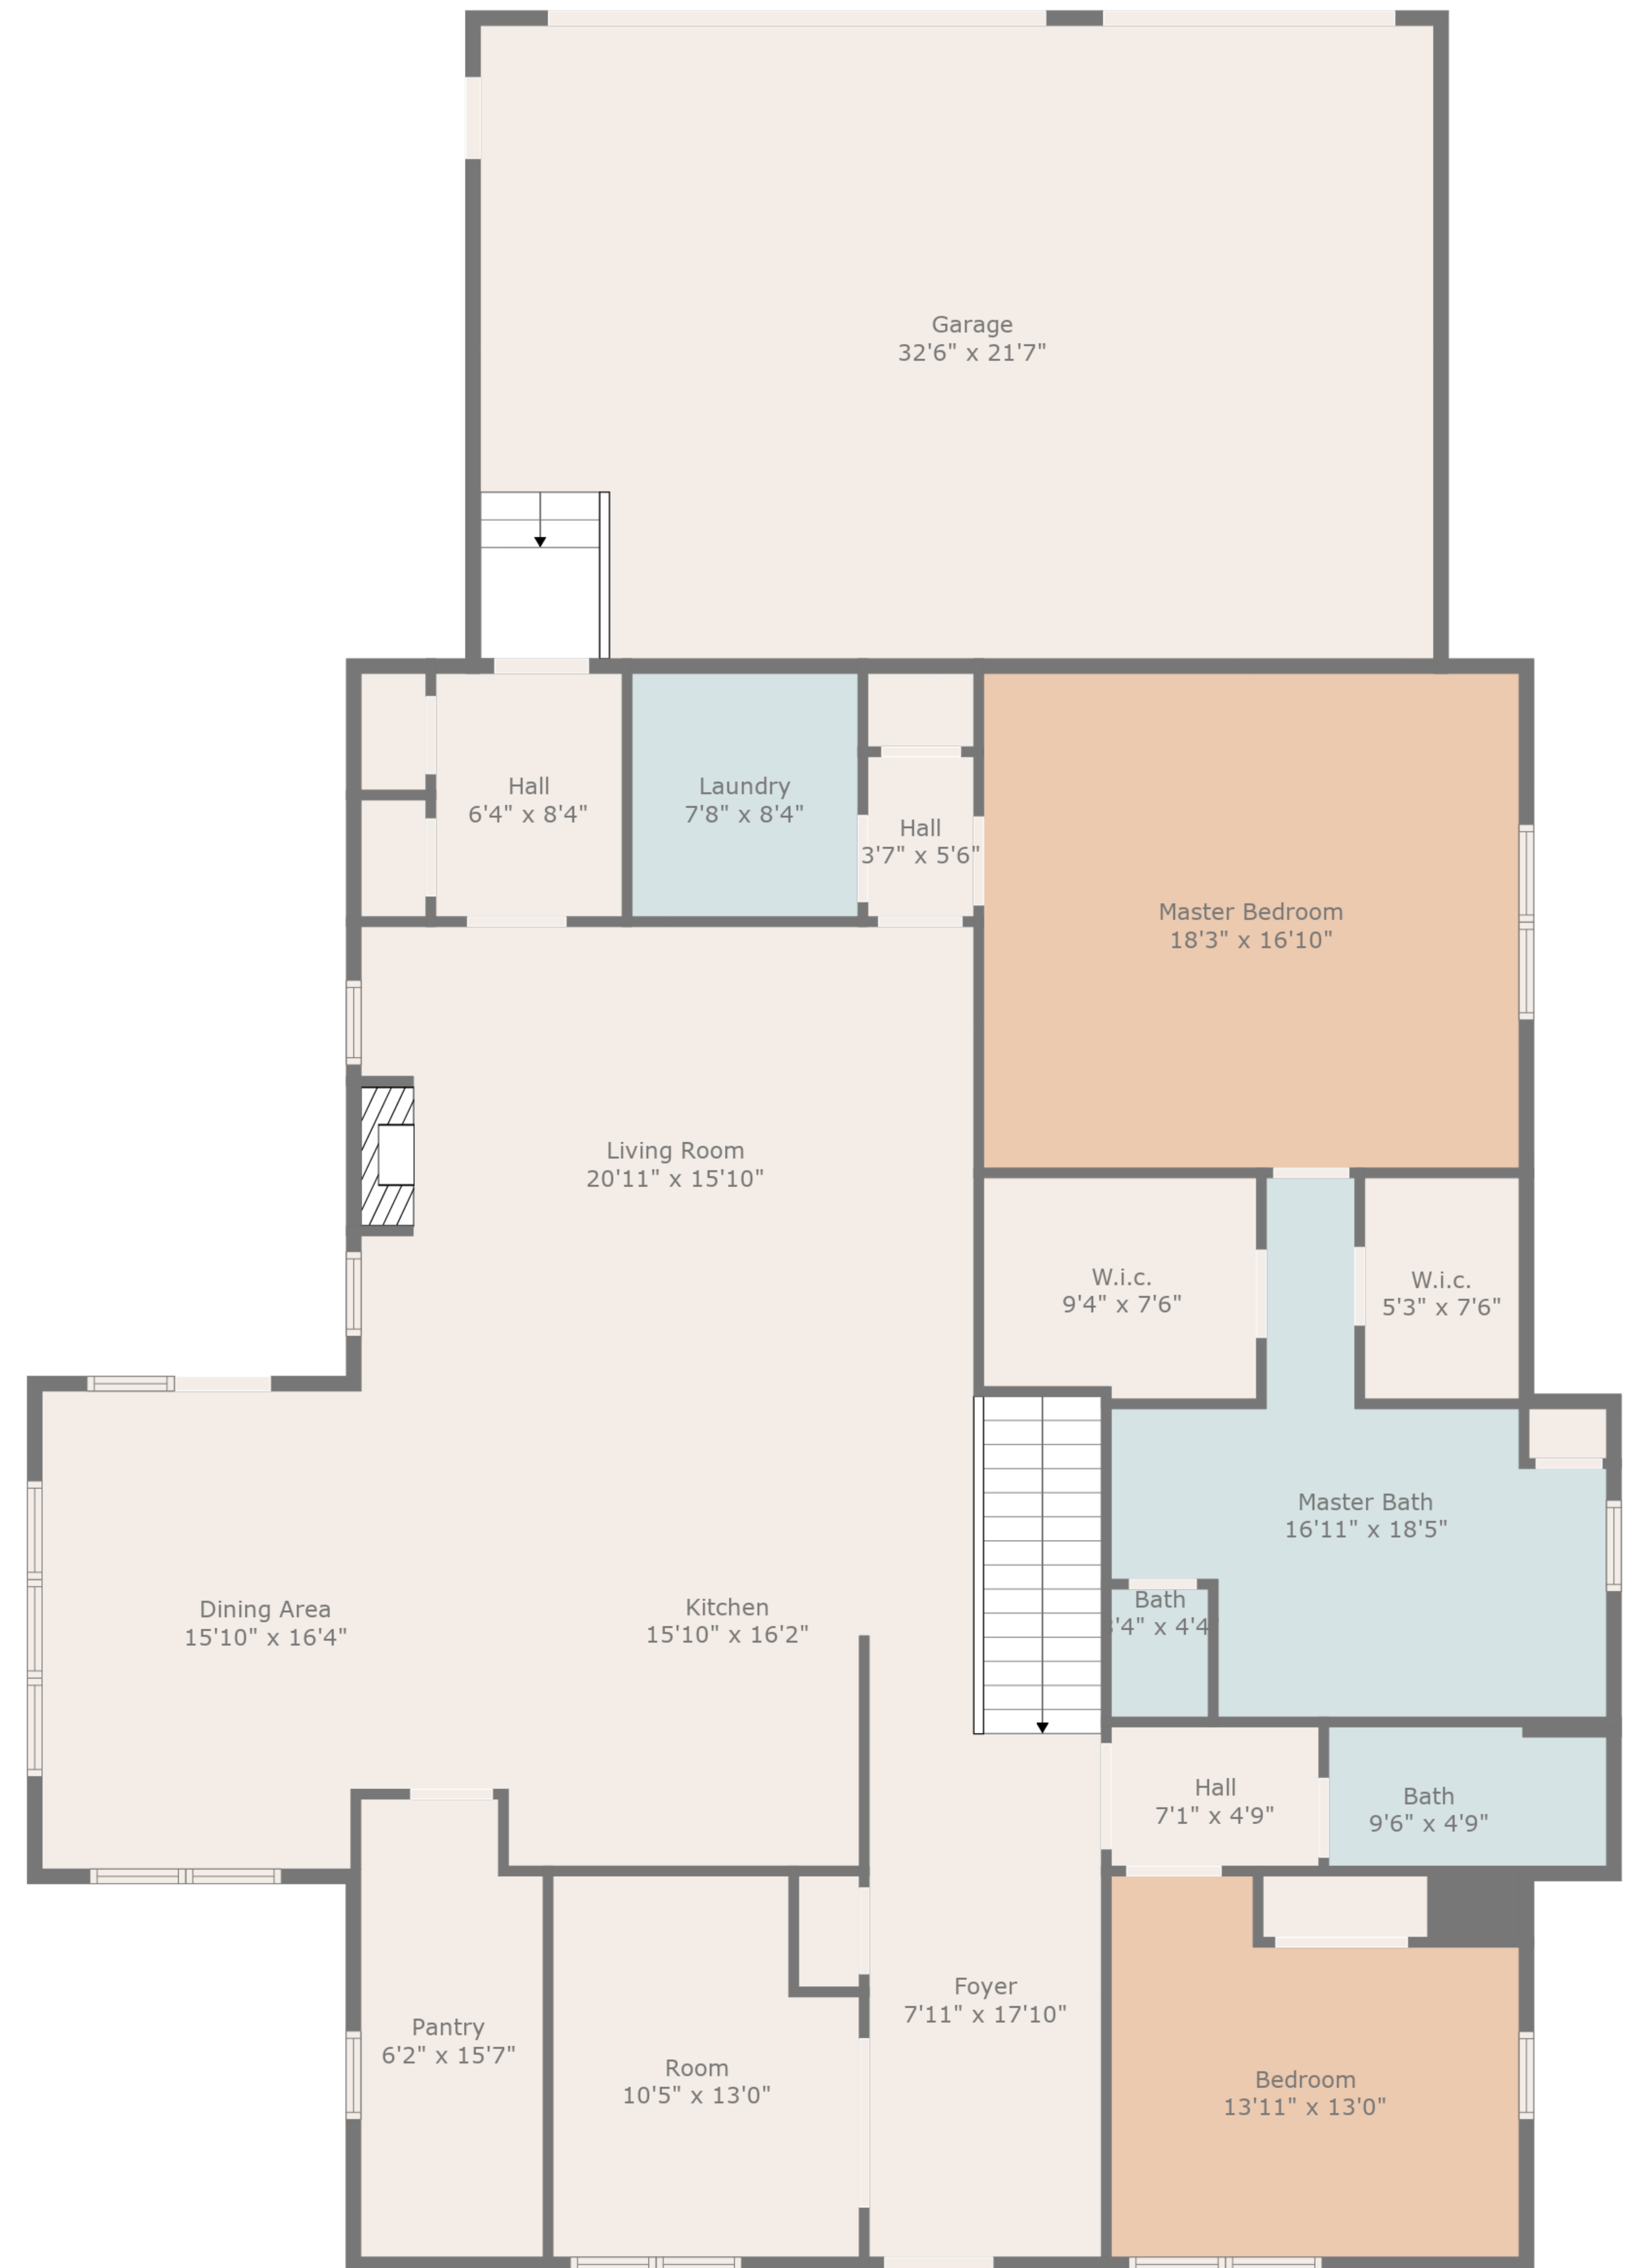 Garage
32'6" x 21'7"
Hall
6'4" x 8'4"
Laundry
7'8" x 8'4"
Hall
3'7" x 5'6"
Master Bedroom
18'3" x 16'10"
Living Room
20'11" x 15'10"
W.i.c.
9'4" x 7'6"
W.i.c.
5'3" x 7'6"
Master Bath
16'11" x 18'5"
Dining Area
15'10" x 16'4"
Kitchen
15'10" x 16'2"
Bath
'4" x 4'4
Hall
7'1" x 4'9"
Bath
9'6" x 4'9"
Foyer
7'11" x 17'10"
Pantry
6'2" x 15'7"
Room
10'5" x 13'0"
Bedroom
13'11" x 13'0"